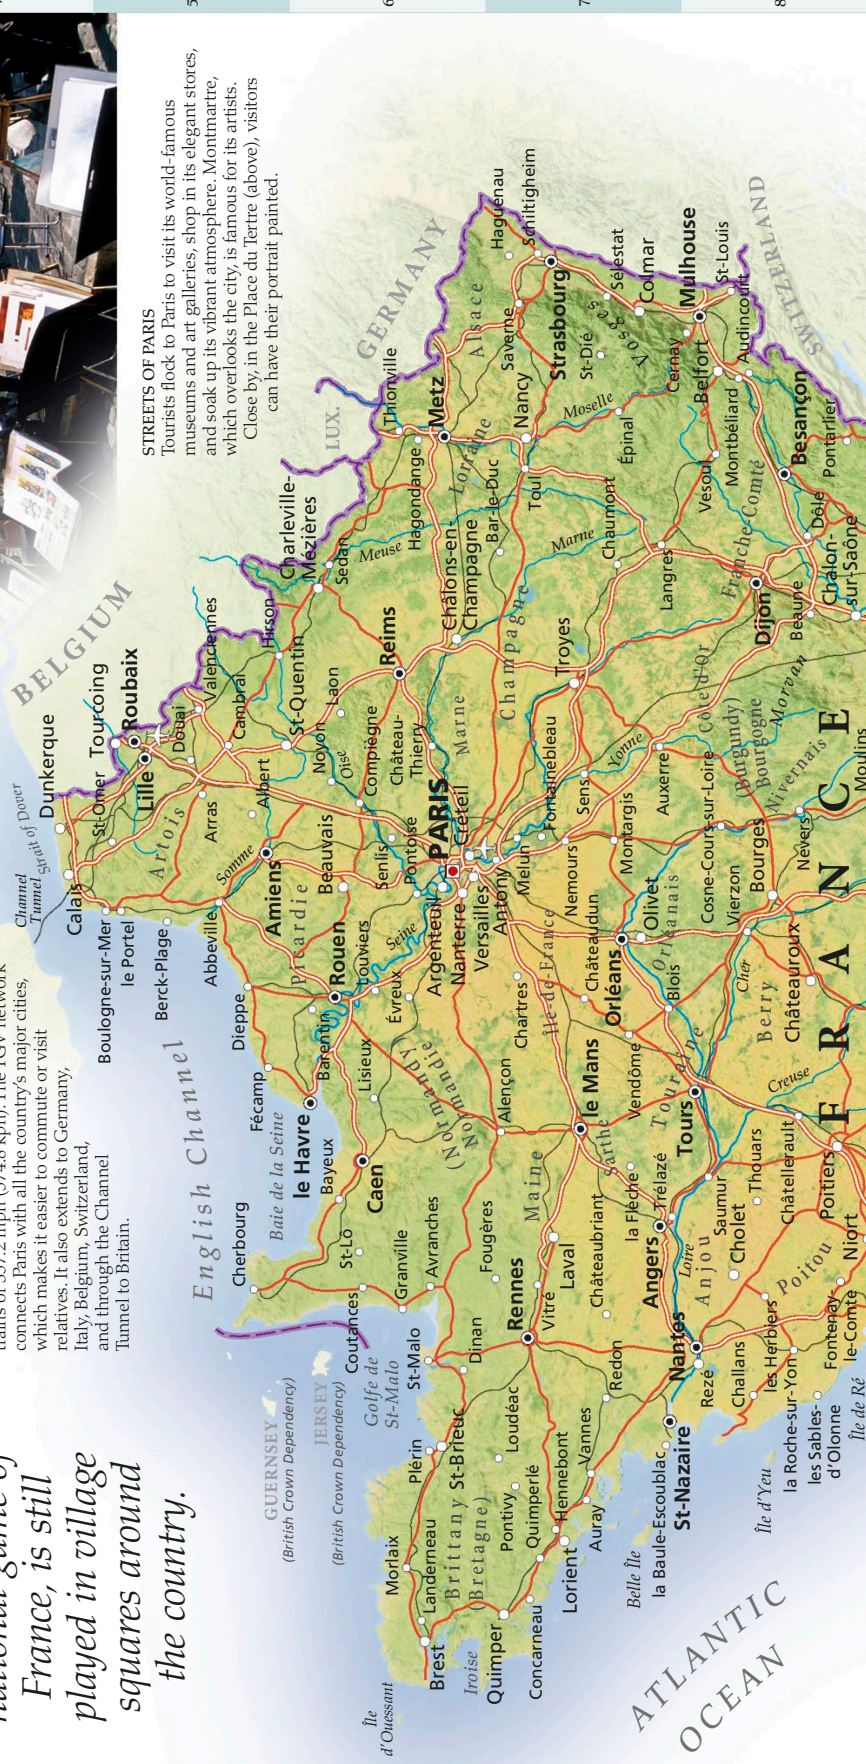 national game of
France, is still
played in village
squares around
the country.
connects Paris with all the country's major cities,
which makes it easier to commute or visit
relatives. It also extends to Germany,
Italy, Belgium, Switzerland,
and through the Channel
Tunnel to Britain.
STREETS OF PARIS
Tourists flock to Paris to visit its world-famous
museums and art galleries, shop in its elegant stores,
and soak up its vibrant atmosphere. Montmartre,
which overlooks the city, is famous for its artists.
Close by, in the Place du Tertre (above), visitors
can have their portrait painted.
5
6
7
8
BELGIUM
GERMANY
LUX.
SWITZERLAND
FRANCE
ATLANTIC
OCEAN
English Channel
Channel
Tunnel
Strait of Dover
Baie de la Seine
Golfe de
St-Malo
GUERNSEY
(British Crown Dependency)
JERSEY
(British Crown Dependency)
Île
d'Ouessant
Iroise
Belle Île
Île d'Yeu
Île de Ré
Dunkerque
Calais
St-Omer
Tourcoing
Roubaix
Lille
Douai
Valenciennes
Boulogne-sur-Mer
le Portel
Berck-Plage
Artois
Arras
Cambrai
Hirson
Charleville-
Mézières
Sedan
Abbeville
Somme
Albert
Amiens
St-Quentin
Dieppe
Picardie
Beauvais
Noyon
Laon
Oise
Compiègne
Fécamp
Rouen
Barentin
Louviers
Senlis
Pontoise
Château-
Thierry
Reims
Meuse
Hagondange
Thionville
Metz
Cherbourg
le Havre
Bayeux
Caen
Lisieux
Évreux
Seine
Argenteuil
Nanterre
Versailles
PARIS
Créteil
Antony
Melun
Marne
Châlons-en-
Champagne
Lorraine
Bar-le-Duc
Toul
Nancy
Saverne
Alsace
Haguenau
Schiltigheim
Strasbourg
St-Lô
Coutances
Granville
Avranches
(Normandy)
Normandie
Alençon
Chartres
Île-de-France
Fontainebleau
Champagne
Marne
Moselle
Épinal
St-Dié
Vosges
Sélestat
Colmar
Cernay
Mulhouse
St-Louis
St-Malo
Dinan
Fougères
Maine
le Mans
Sarthe
Châteaudun
Nemours
Sens
Troyes
Yonne
Chaumont
Langres
Vesoul
Belfort
Montbéliard
Audincourt
Morlaix
Landerneau
Brest
Plérin
St-Brieuc
Brittany
(Bretagne)
Loudéac
Pontivy
Rennes
Vitré
Laval
Châteaubriant
la Flèche
Vendôme
Orléans
Olivet
Orléanais
Montargis
Auxerre
Franche-Comté
Besançon
Pontarlier
Dôle
Quimper
Concarneau
Quimperlé
Lorient
Hennebont
Auray
Vannes
Redon
Angers
Trélazé
Tours
Touraine
Blois
Cosne-Cours-sur-Loire
Côte d'Or
Dijon
Beaune
Chalon-
sur-Saône
la Baule-Escoublac
St-Nazaire
Nantes
Rezé
Loire
Anjou
Saumur
Cholet
Thouars
Cher
Vierzon
Bourges
Berry
Nevers
Nivernais
(Burgundy)
Bourgogne
Morvan
Moulins
Challans
les Herbiers
la Roche-sur-Yon
les Sables-
d'Olonne
Fontenay-
le-Comte
Niort
Poitou
Poitiers
Châtellerault
Creuse
Châteauroux